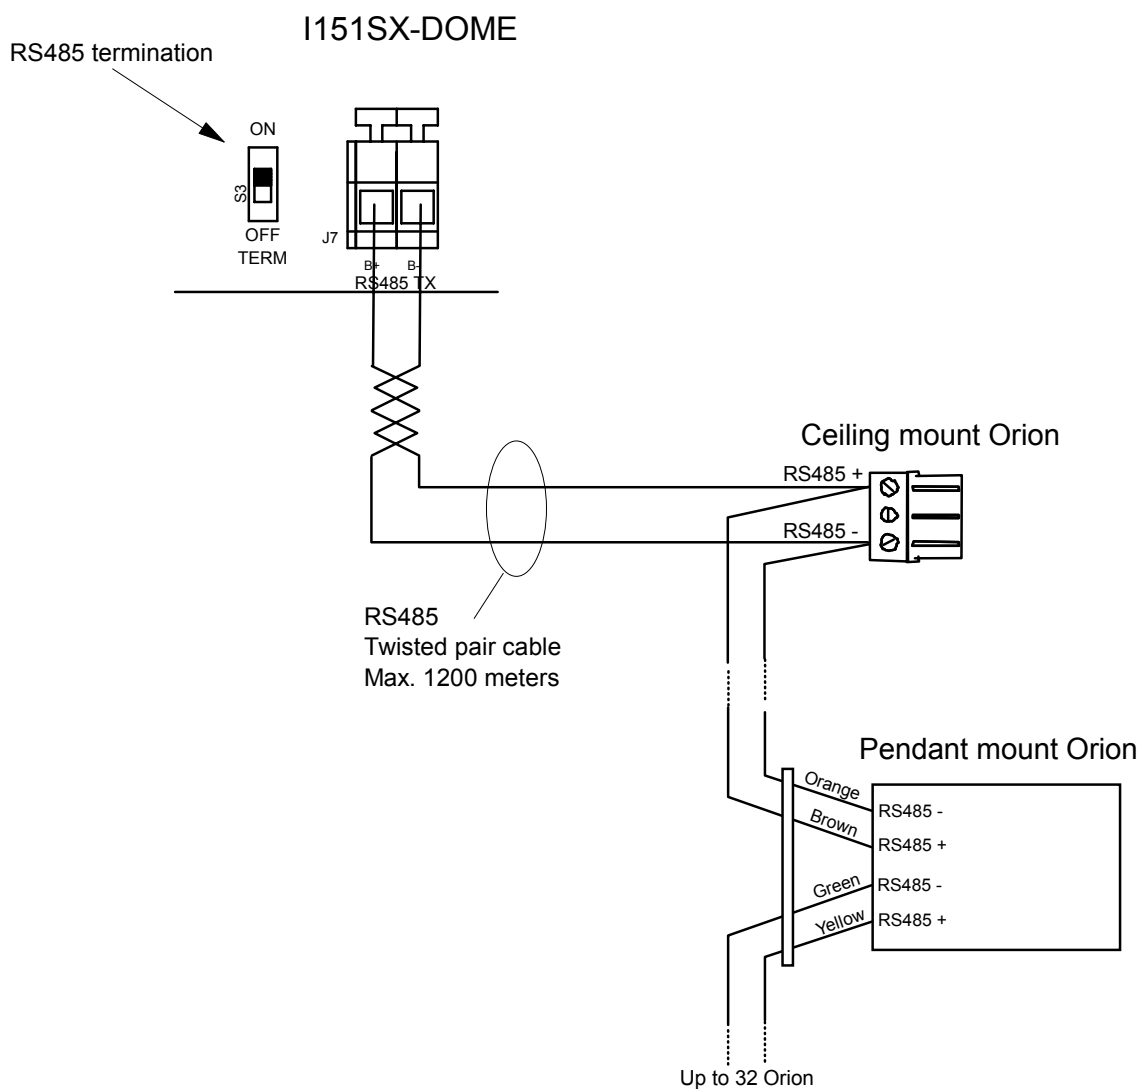 I151SX-DOME
RS485 termination
ON
S3
OFF
TERM
J7
B+ B-
RS485 TX
Ceiling mount Orion
RS485 +
RS485 -
RS485
Twisted pair cable
Max. 1200 meters
Pendant mount Orion
Orange
RS485 -
Brown
RS485 +
Green
RS485 -
Yellow
RS485 +
Up to 32 Orion